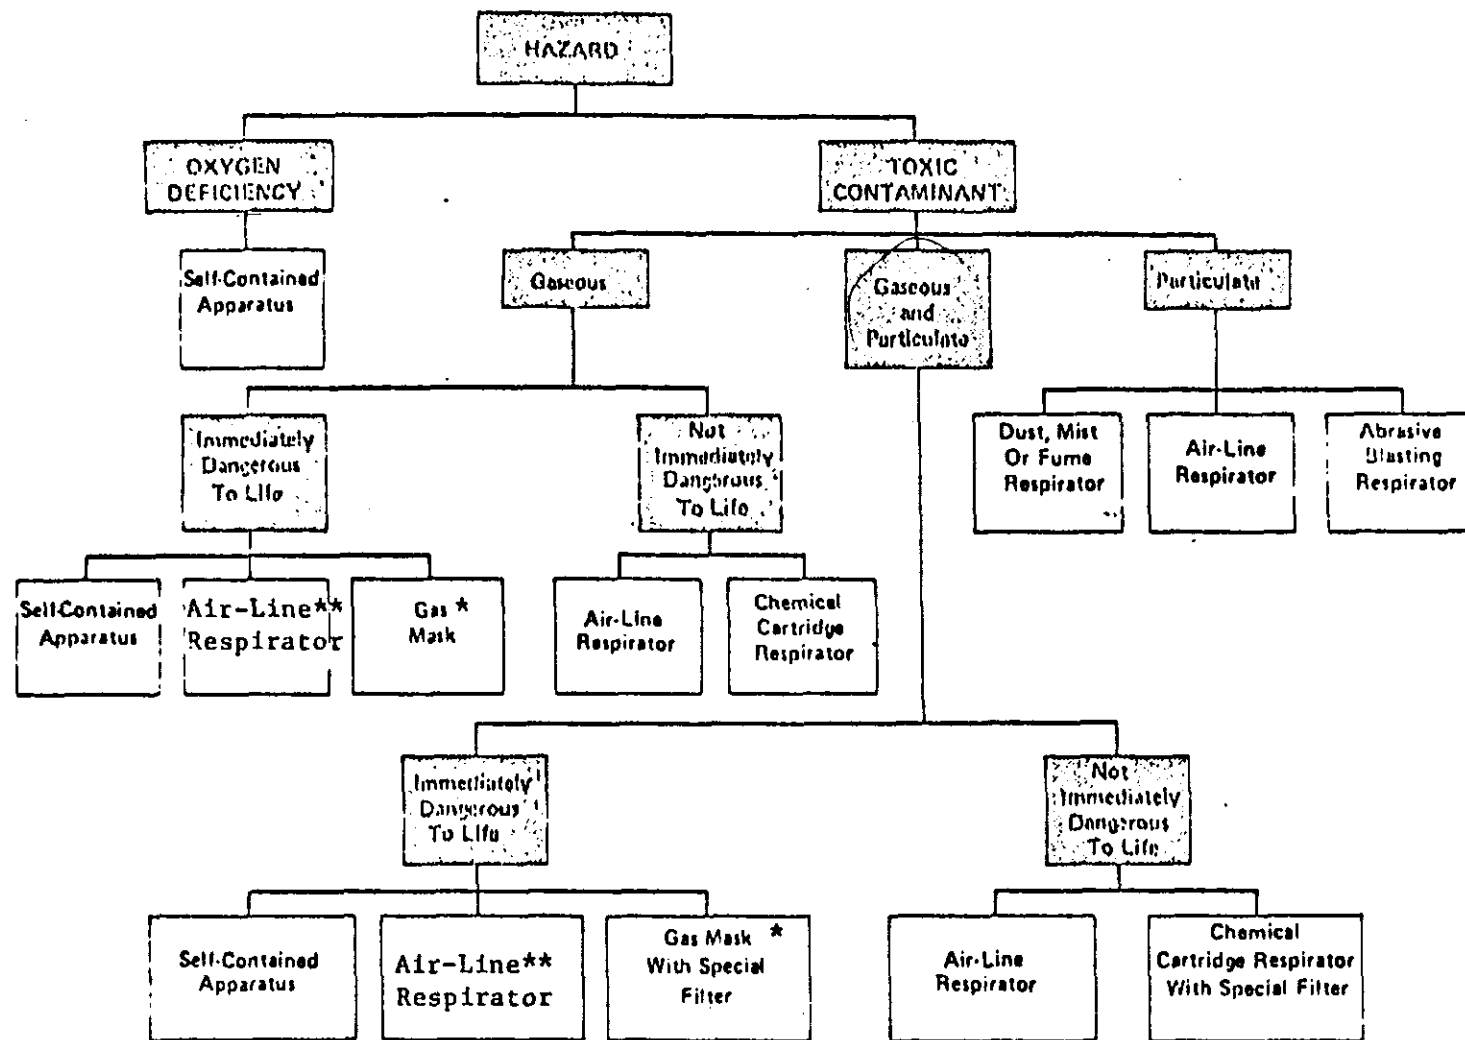 HAZARD
OXYGEN
DEFICIENCY
TOXIC
CONTAMINANT
Self-Contained
Apparatus
Gaseous
Gaseous
and
Particulate
Particulate
Immediately
Dangerous
To Life
Not
Immediately
Dangerous
To Life
Dust, Mist
Or Fume
Respirator
Air-Line
Respirator
Abrasive
Blasting
Respirator
Self-Contained
Apparatus
Air-Line**
Respirator
Gas *
Mask
Air-Line
Respirator
Chemical
Cartridge
Respirator
Immediately
Dangerous
To Life
Not
Immediately
Dangerous
To Life
Self-Contained
Apparatus
Air-Line**
Respirator
Gas Mask *
With Special
Filter
Air-Line
Respirator
Chemical
Cartridge Respirator
With Special Filter